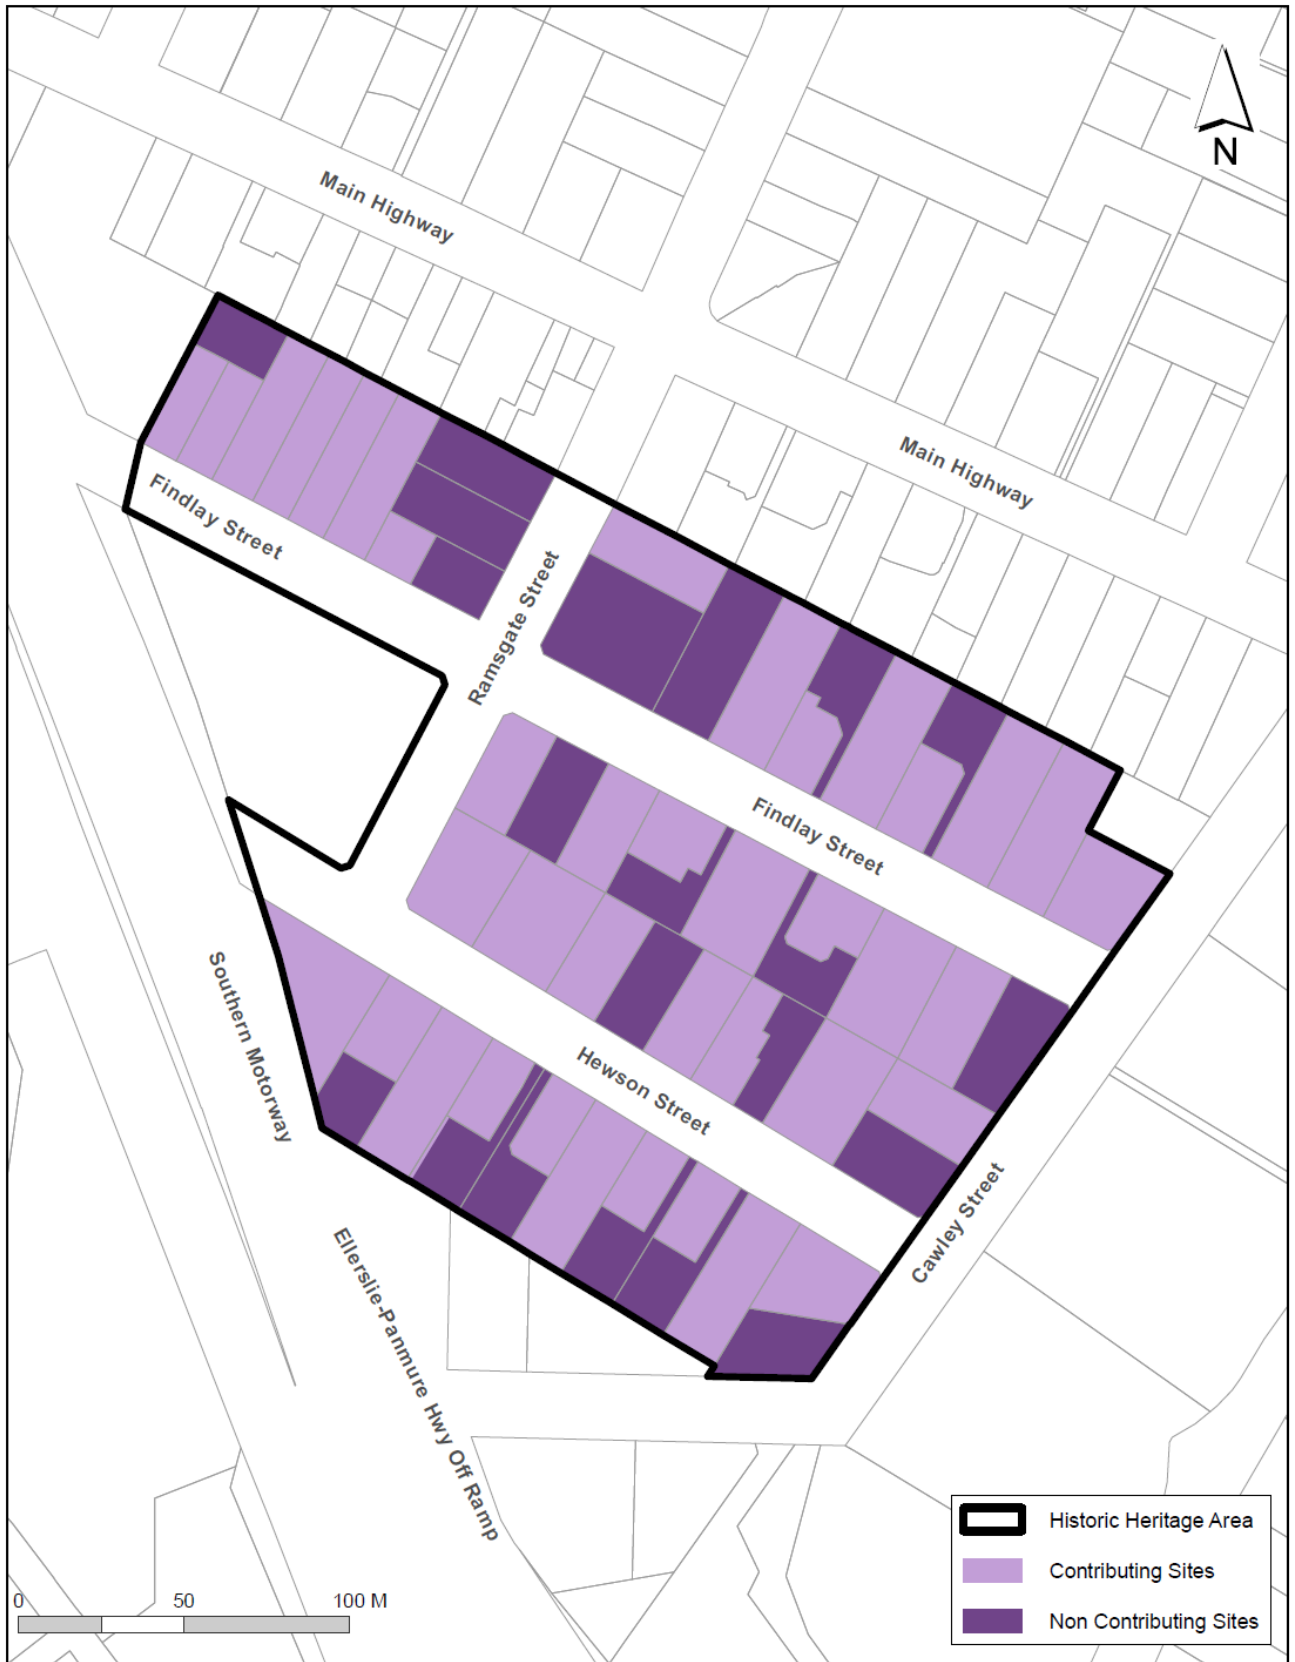 N
Main Highway
Main Highway
Findlay Street
Ramsgate Street
Findlay Street
Southern Motorway
Hewson Street
Cawley Street
Ellerslie-Panmure Hwy Off Ramp
Historic Heritage Area
Contributing Sites
Non Contributing Sites
0 50 100 M